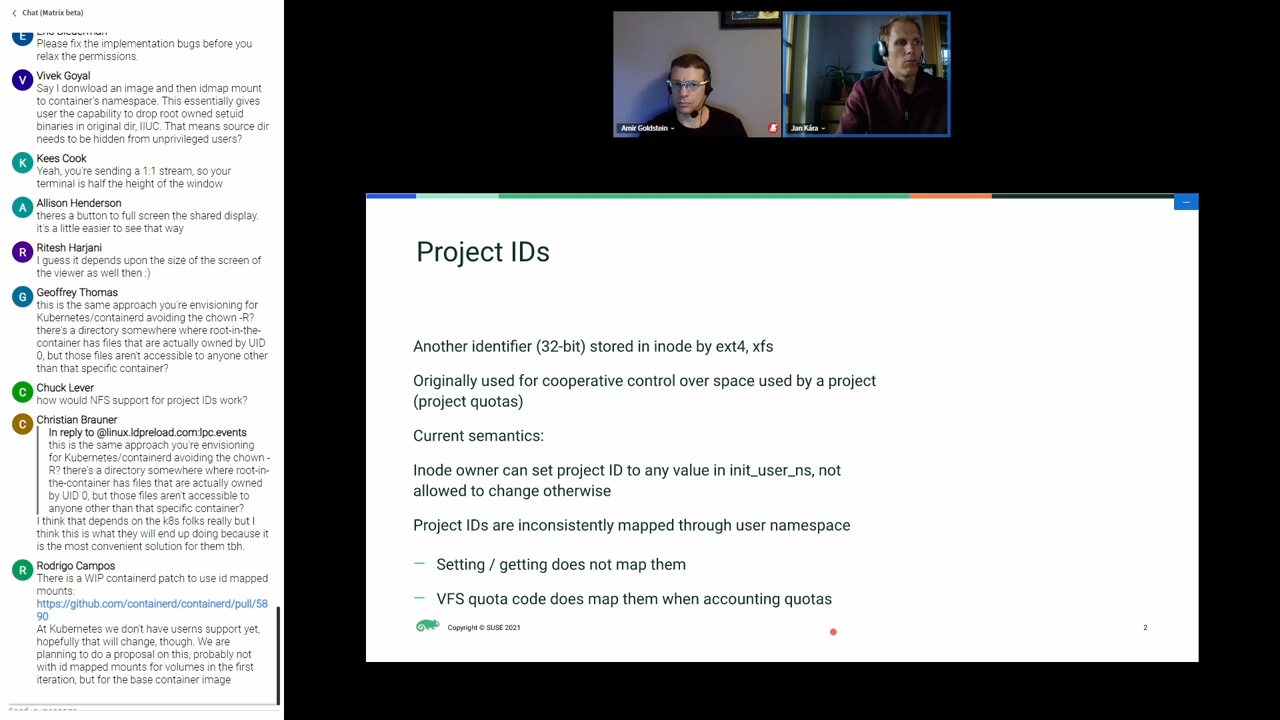 Chat (Matrix beta)
Eric Biederman
Please fix the implementation bugs before you
relax the permissions.
Vivek Goyal
Say I donwload an image and then idmap mount
to container's namespace. This essentially gives
user the capability to drop root owned setuid
binaries in original dir, IIUC. That means source dir
needs to be hidden from unprivileged users?
Kees Cook
Yeah, you're sending a 1:1 stream, so your
terminal is half the height of the window
Allison Henderson
theres a button to full screen the shared display.
it's a little easier to see that way
Ritesh Harjani
I guess it depends upon the size of the screen of
the viewer as well then :)
Geoffrey Thomas
this is the same approach you're envisioning for
Kubernetes/containerd avoiding the chown -R?
there's a directory somewhere where root-in-the-
container has files that are actually owned by UID
0, but those files aren't accessible to anyone other
than that specific container?
Chuck Lever
how would NFS support for project IDs work?
Christian Brauner
In reply to @linux.ldpreload.com:lpc.events
this is the same approach you're envisioning
for Kubernetes/containerd avoiding the chown -
R? there's a directory somewhere where root-in-
the-container has files that are actually owned
by UID 0, but those files aren't accessible to
anyone other than that specific container?
I think that depends on the k8s folks really but I
think this is what they will end up doing because it
is the most convenient solution for them tbh.
Rodrigo Campos
There is a WIP containerd patch to use id mapped
mounts:
https://github.com/containerd/containerd/pull/58
90
At Kubernetes we don't have userns support yet,
hopefully that will change, though. We are
planning to do a proposal on this, probably not
with id mapped mounts for volumes in the first
iteration, but for the base container image
Send a message
E
V
K
A
R
G
C
C
R
Amir Goldstein
Jan Kára
Project IDs
Another identifier (32-bit) stored in inode by ext4, xfs
Originally used for cooperative control over space used by a project
(project quotas)
Current semantics:
Inode owner can set project ID to any value in init_user_ns, not
allowed to change otherwise
Project IDs are inconsistently mapped through user namespace
– Setting / getting does not map them
– VFS quota code does map them when accounting quotas
Copyright © SUSE 2021
2